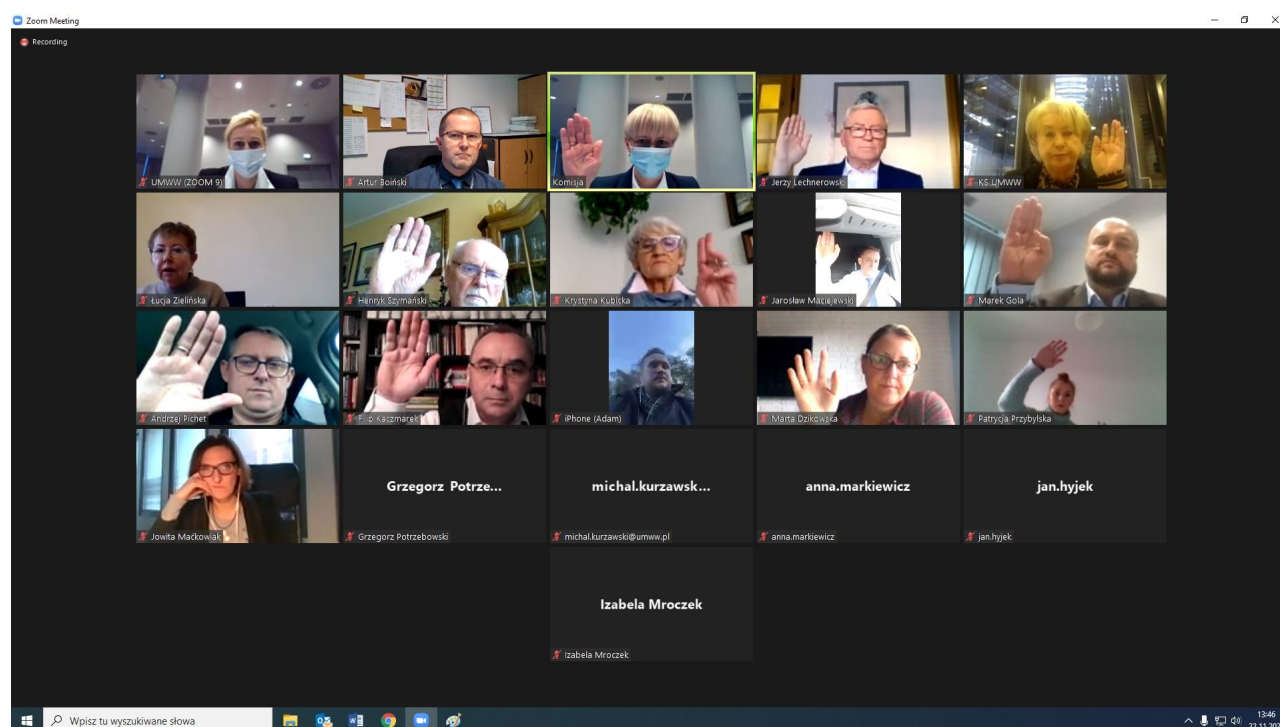 Zoom Meeting
Recording
UMWW (ZOOM 9)
Artur Boiński
Komisja
Jerzy Lechnerowski
KS.UMWW
Łucja Zielińska
Henryk Szymański
Krystyna Kubicka
Jarosław Maciejewski
Marek Gola
Andrzej Pichet
Filip Kaczmarek
iPhone (Adam)
Marta Dzikowska
Patrycja Przybylska
Jowita Maćkowiak
Grzegorz Potrze...
Grzegorz Potrzebowski
michal.kurzawsk...
michal.kurzawski@umww.pl
anna.markiewicz
anna.markiewicz
jan.hyjek
jan.hyjek
Izabela Mroczek
Izabela Mroczek
Wpisz tu wyszukiwane słowa
13:46